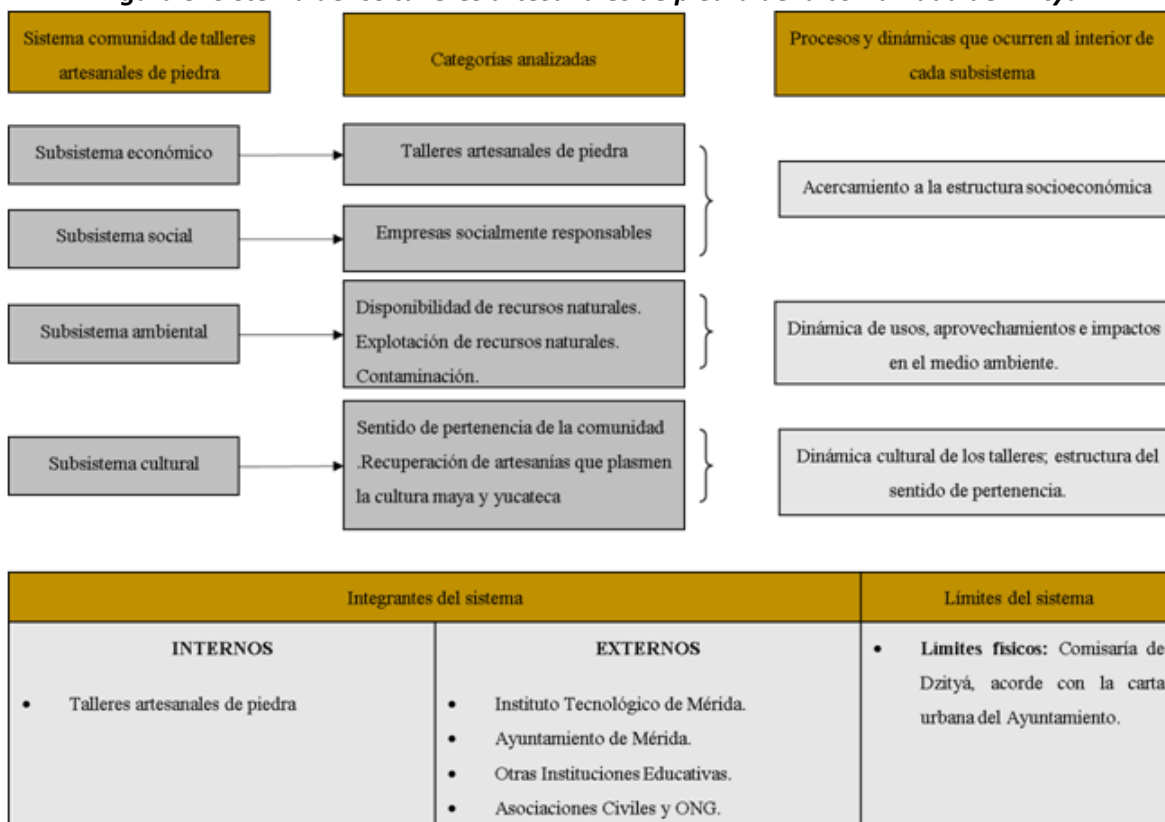 Sistema comunidad de talleres
artesanales de piedra
Categorías analizadas
Procesos y dinámicas que ocurren al interior de
cada subsistema
Subsistema económico
Talleres artesanales de piedra
Acercamiento a la estructura socioeconómica
Subsistema social
Empresas socialmente responsables
Subsistema ambiental
Disponibilidad de recursos naturales.
Explotación de recursos naturales.
Contaminación.
Dinámica de usos, aprovechamientos e impactos
en el medio ambiente.
Subsistema cultural
Sentido de pertenencia de la comunidad
.Recuperación de artesanías que plasmen
la cultura maya y yucateca
Dinámica cultural de los talleres; estructura del
sentido de pertenencia.
Integrantes del sistema
Límites del sistema
INTERNOS
• Talleres artesanales de piedra
EXTERNOS
• Instituto Tecnológico de Mérida.
• Ayuntamiento de Mérida.
• Otras Instituciones Educativas.
• Asociaciones Civiles y ONG.
• Límites físicos: Comisaría de
Dzityá, acorde con la carta
urbana del Ayuntamiento.